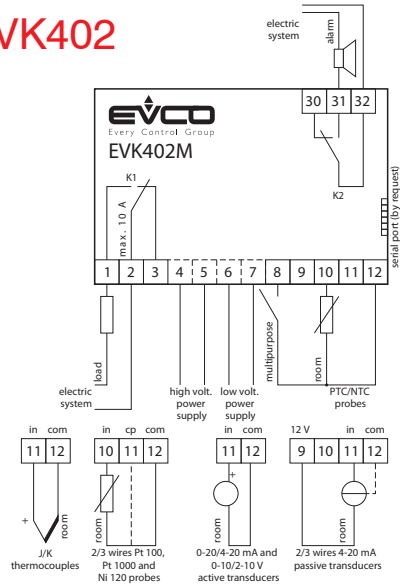 VK402
electric
system
alarm
EVCO
Every Control Group
EVK402M
30 31 32
K1
K2
max. 10 A
serial port (by request)
1 2 3 4 5 6 7 8 9 10 11 12
load
multipurpose
room
electric
system
high volt.
power
supply
low volt.
power
supply
PTC/NTC
probes
in com
11 12
+
room
J/K
thermocouples
in cp com
10 11 12
room
2/3 wires Pt 100,
Pt 1000 and
Ni 120 probes
in com
11 12
+
room
0-20/4-20 mA and
0-10/2-10 V
active transducers
12 V in com
9 10 11 12
room
2/3 wires 4-20 mA
passive transducers